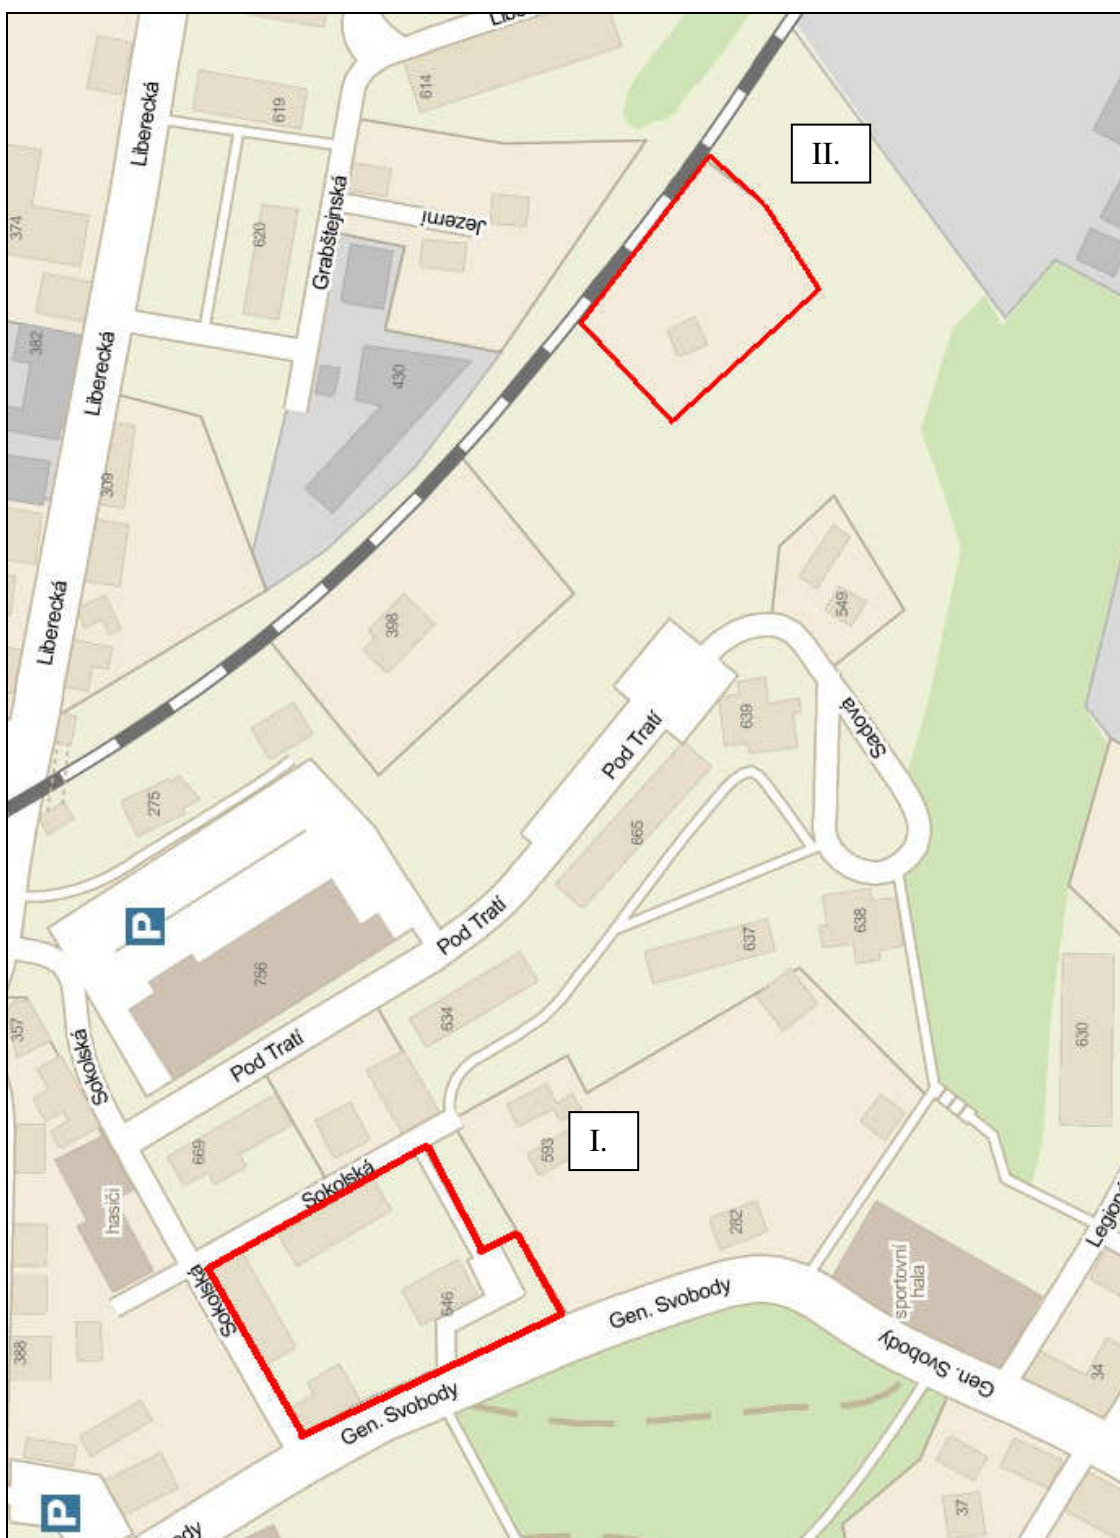 Liberecká
619
614
II.
374
620
Grabštejnská
Jezerní
382
Liberecká
430
309
Liberecká
398
549
639
Sadová
Pod Tratí
275
665
P
Pod Tratí
638
637
756
634
357
Sokolská
Pod Tratí
630
669
593
I.
hasiči
Sokolská
282
Legion
sportovní
hala
Sokolská
646
Gen. Svobody
388
Gen. Svobody
34
Gen. Svobody
37
P
body